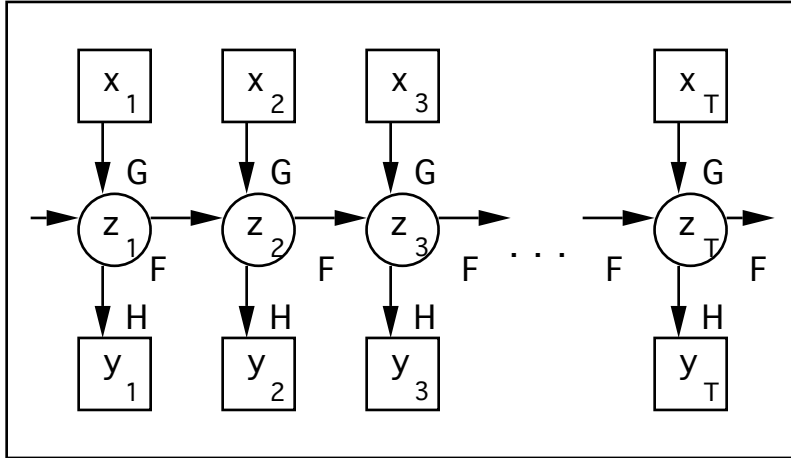 x1 x2 x3 xT
G G G G
z1 z2 z3 . . . zT
F F F F F
H H H H
y1 y2 y3 yT